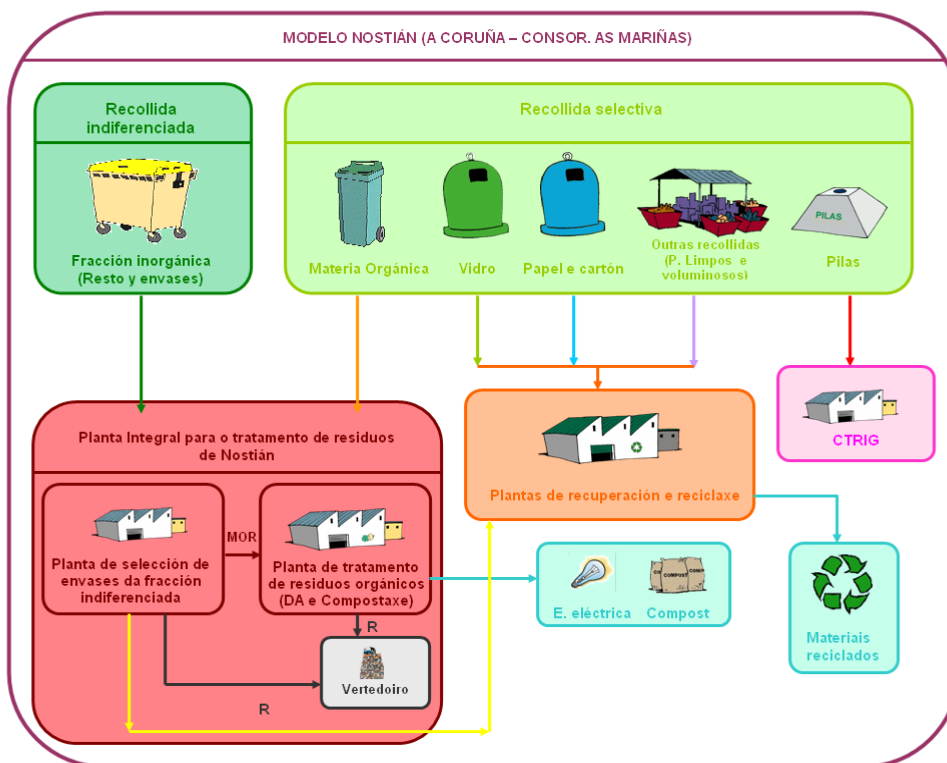 MODELO NOSTIÁN (A CORUÑA – CONSOR. AS MARIÑAS)
Recollida
indiferenciada
Fracción inorgánica
(Resto y envases)
Recollida selectiva
Materia Orgánica
Vidro
Papel e cartón
Outras recollidas
(P. Limpos e
voluminosos)
PILAS
Pilas
CTRIG
Planta Integral para o tratamento de residuos
de Nostián
Planta de selección de
envases da fracción
indiferenciada
MOR
Planta de tratamento
de residuos orgánicos
(DA e Compostaxe)
R
Vertedoiro
R
Plantas de recuperación e reciclaxe
E. eléctrica
COMPOST
Compost
Materiais
reciclados